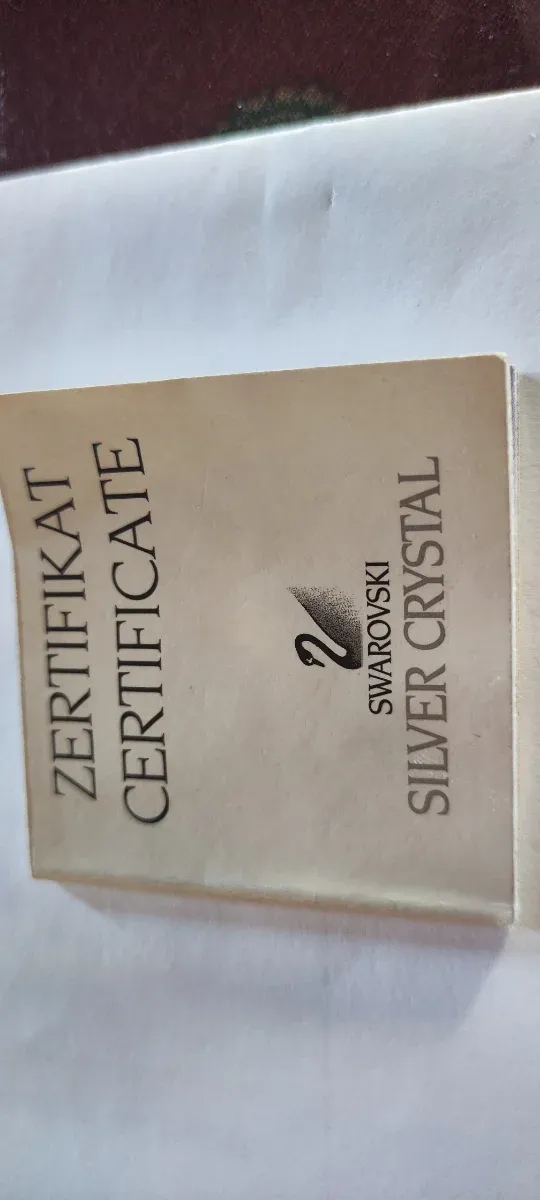 ZERTIFIKAT
CERTIFICATE
SWAROVSKI
SILVER CRYSTAL